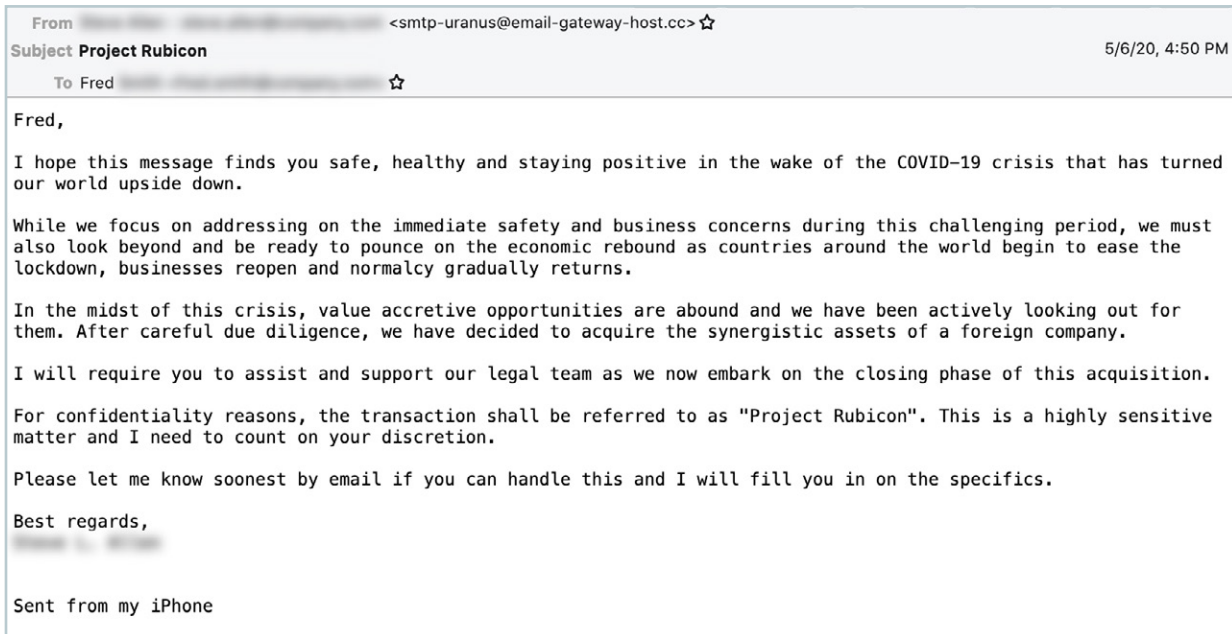 From <smtp-uranus@email-gateway-host.cc>
Subject Project Rubicon 5/6/20, 4:50 PM
To Fred
Fred,
I hope this message finds you safe, healthy and staying positive in the wake of the COVID-19 crisis that has turned
our world upside down.
While we focus on addressing on the immediate safety and business concerns during this challenging period, we must
also look beyond and be ready to pounce on the economic rebound as countries around the world begin to ease the
lockdown, businesses reopen and normalcy gradually returns.
In the midst of this crisis, value accretive opportunities are abound and we have been actively looking out for
them. After careful due diligence, we have decided to acquire the synergistic assets of a foreign company.
I will require you to assist and support our legal team as we now embark on the closing phase of this acquisition.
For confidentiality reasons, the transaction shall be referred to as "Project Rubicon". This is a highly sensitive
matter and I need to count on your discretion.
Please let me know soonest by email if you can handle this and I will fill you in on the specifics.
Best regards,
Sent from my iPhone